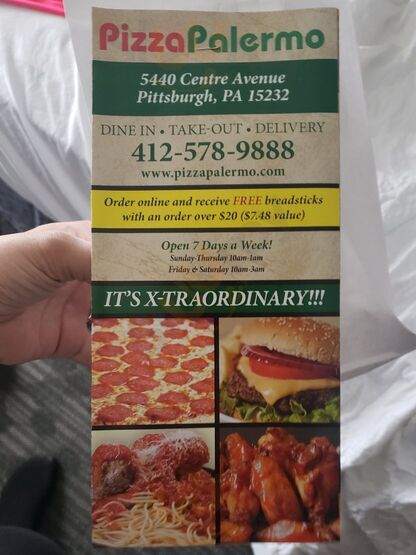 PizzaPalermo
5440 Centre Avenue
Pittsburgh, PA 15232
DINE IN • TAKE-OUT • DELIVERY
412-578-9888
www.pizzapalermo.com
Order online and receive FREE breadsticks
with an order over $20 ($7.48 value)
Open 7 Days a Week!
Sunday-Thursday 10am-1am
Friday & Saturday 10am-3am
IT'S X-TRAORDINARY!!!